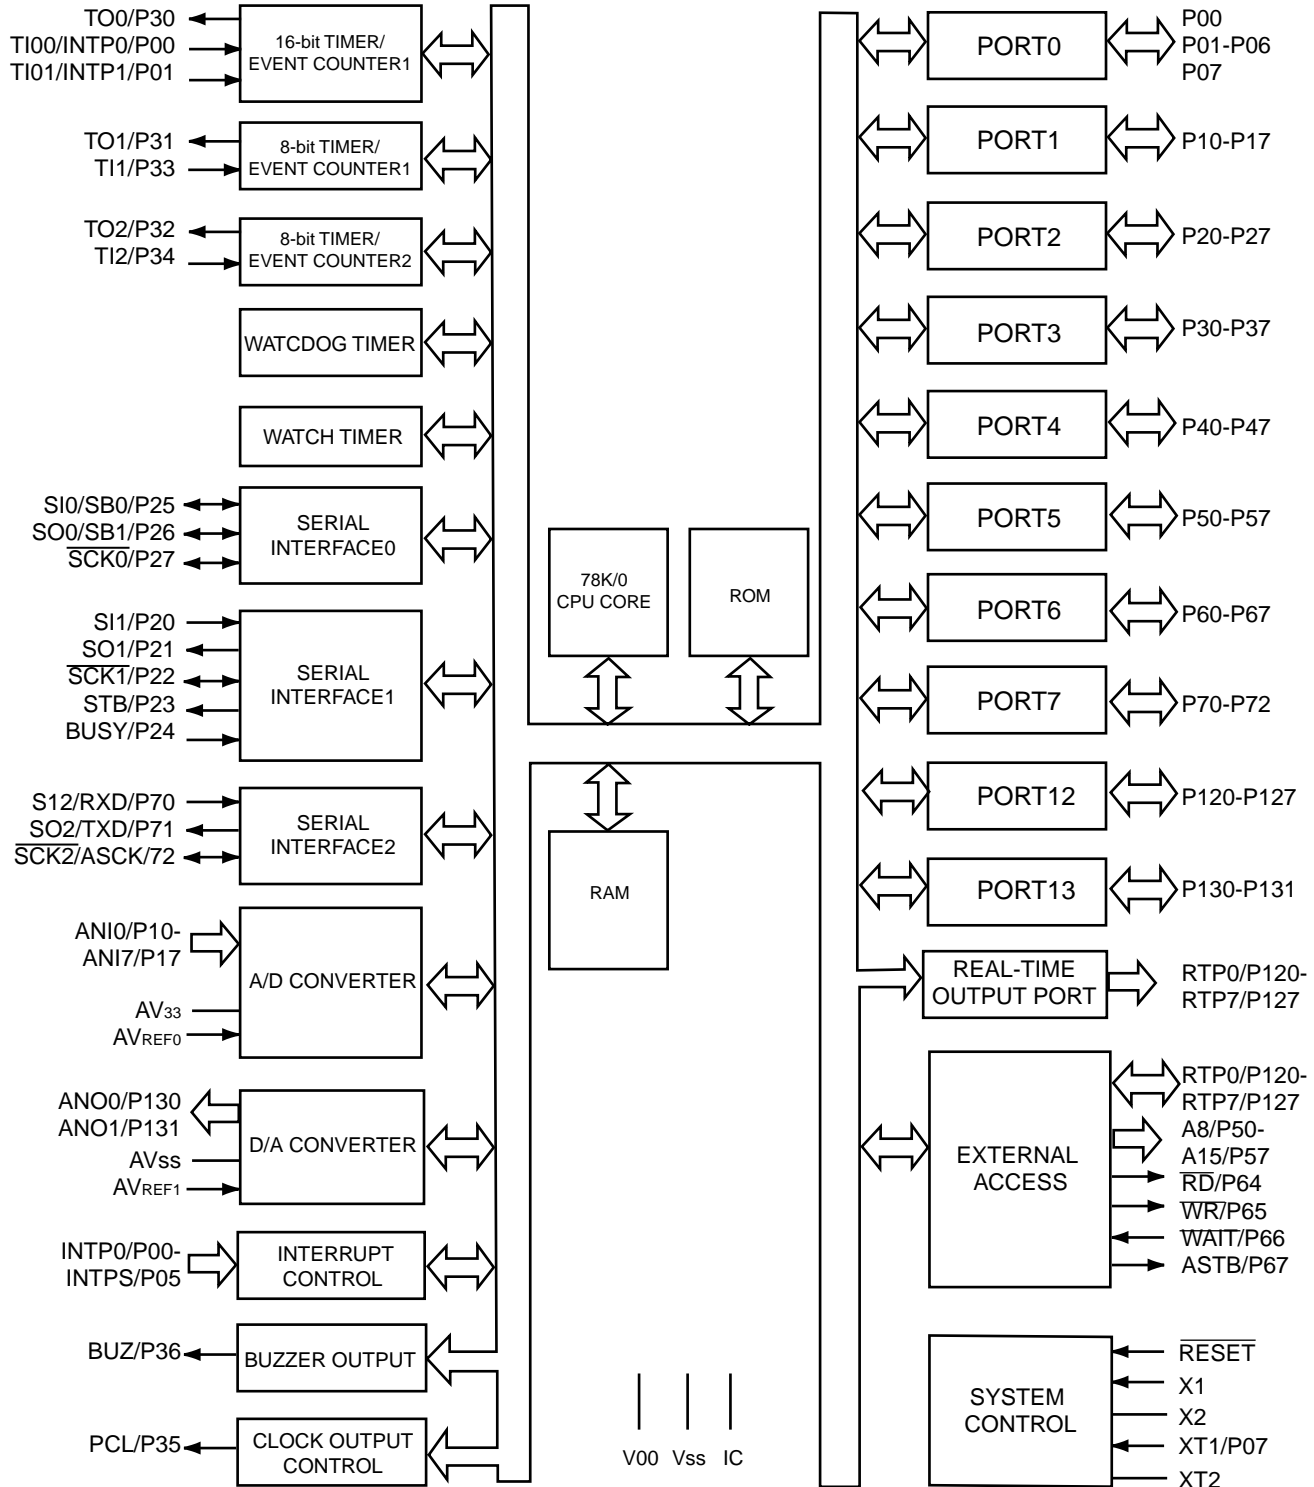 TO0/P30
TI00/INTP0/P00
TI01/INTP1/P01
16-bit TIMER/
EVENT COUNTER1
TO1/P31
TI1/P33
8-bit TIMER/
EVENT COUNTER1
TO2/P32
TI2/P34
8-bit TIMER/
EVENT COUNTER2
WATCDOG TIMER
WATCH TIMER
SI0/SB0/P25
SO0/SB1/P26
SCK0/P27
SERIAL
INTERFACE0
SI1/P20
SO1/P21
SCK1/P22
STB/P23
BUSY/P24
SERIAL
INTERFACE1
S12/RXD/P70
SO2/TXD/P71
SCK2/ASCK/72
SERIAL
INTERFACE2
ANI0/P10-
ANI7/P17
AV33
AVREF0
A/D CONVERTER
ANO0/P130
ANO1/P131
AVss
AVREF1
D/A CONVERTER
INTP0/P00-
INTPS/P05
INTERRUPT
CONTROL
BUZ/P36
BUZZER OUTPUT
PCL/P35
CLOCK OUTPUT
CONTROL
78K/0
CPU CORE
ROM
RAM
V00 Vss IC
PORT0
P00
P01-P06
P07
PORT1
P10-P17
PORT2
P20-P27
PORT3
P30-P37
PORT4
P40-P47
PORT5
P50-P57
PORT6
P60-P67
PORT7
P70-P72
PORT12
P120-P127
PORT13
P130-P131
REAL-TIME
OUTPUT PORT
RTP0/P120-
RTP7/P127
EXTERNAL
ACCESS
RTP0/P120-
RTP7/P127
A8/P50-
A15/P57
RD/P64
WR/P65
WAIT/P66
ASTB/P67
SYSTEM
CONTROL
RESET
X1
X2
XT1/P07
XT2